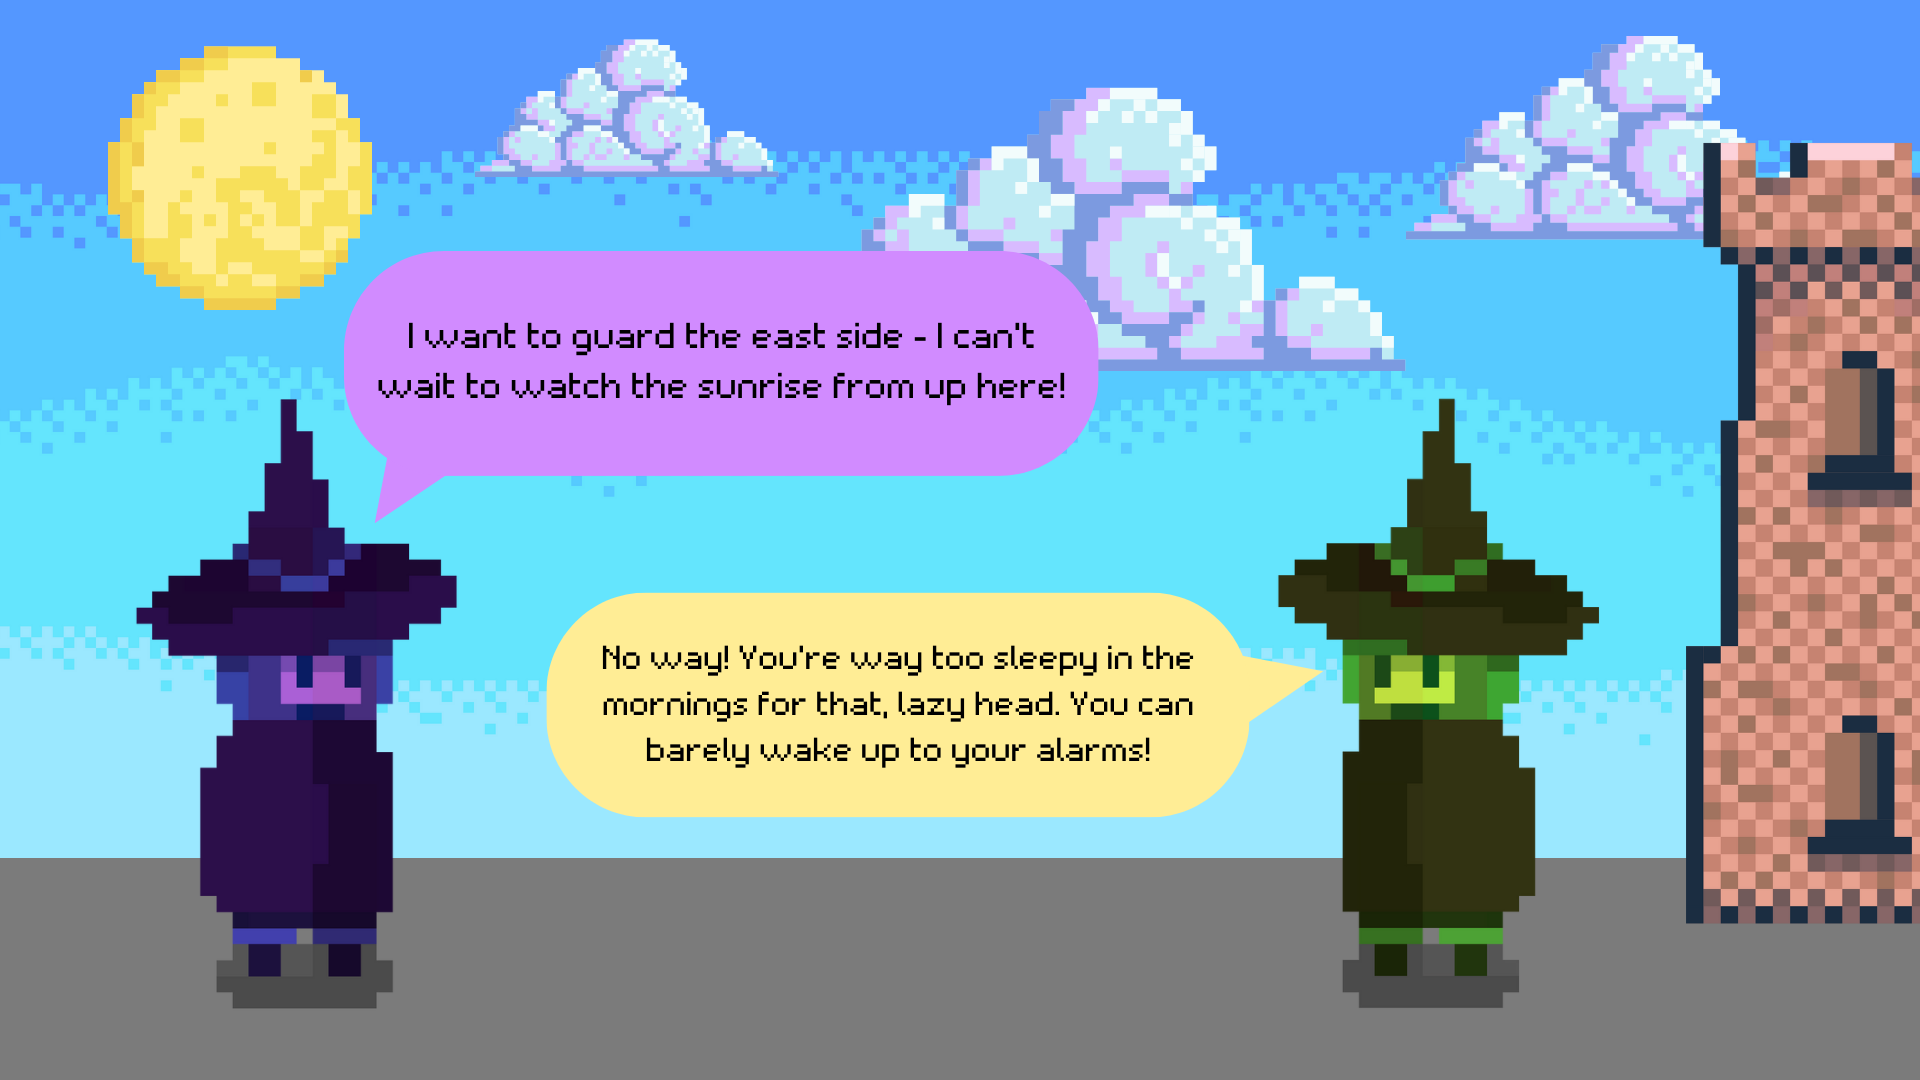 I want to guard the east side - I can't
wait to watch the sunrise from up here!
No way! You're way too sleepy in the
mornings for that, lazy head. You can
barely wake up to your alarms!